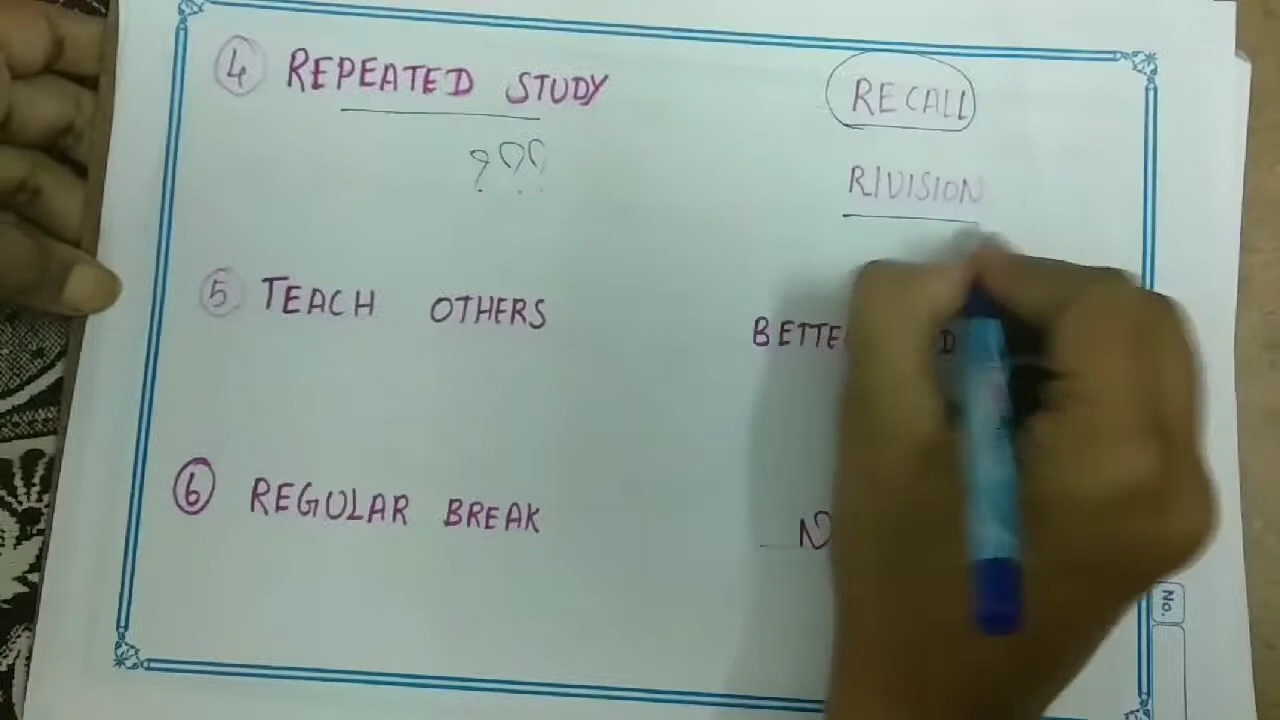 4 REPEATED STUDY RECALL
??? RIVISION
5 TEACH OTHERS
6 REGULAR BREAK
No.